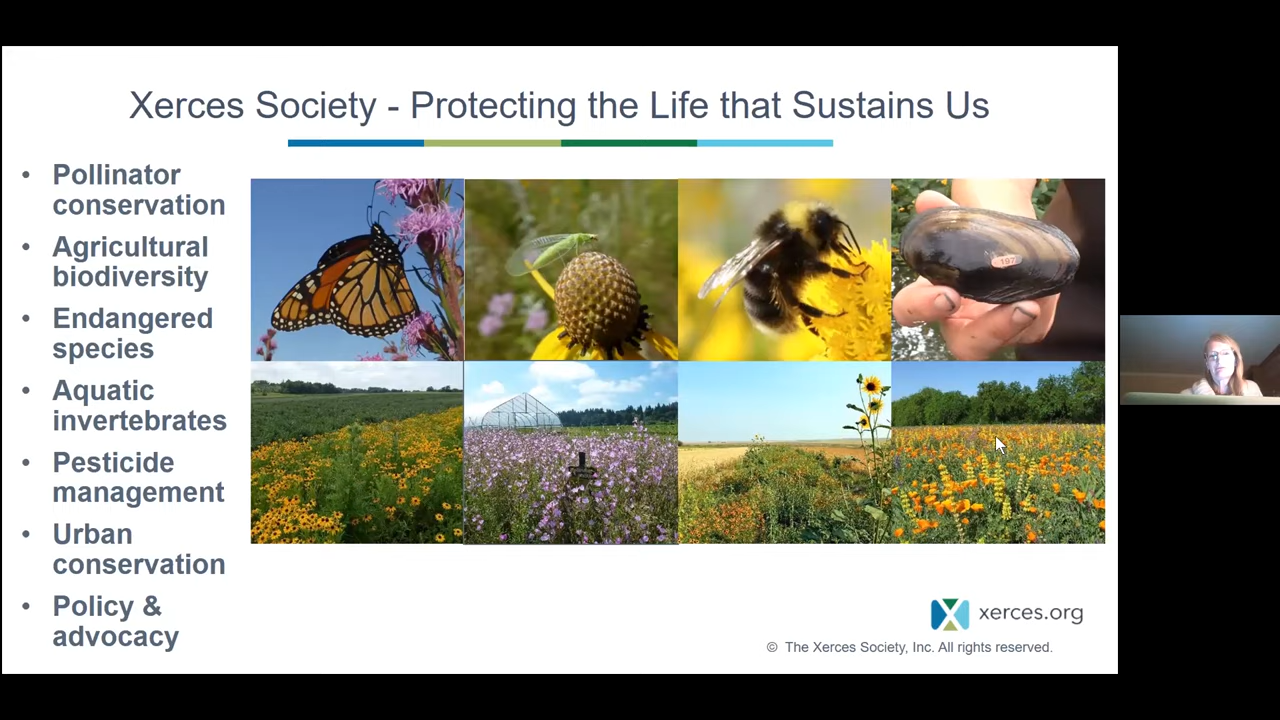 Xerces Society - Protecting the Life that Sustains Us
• Pollinator
conservation
• Agricultural
biodiversity
• Endangered
species
• Aquatic
invertebrates
• Pesticide
management
• Urban
conservation
• Policy &
advocacy
xerces.org
© The Xerces Society, Inc. All rights reserved.